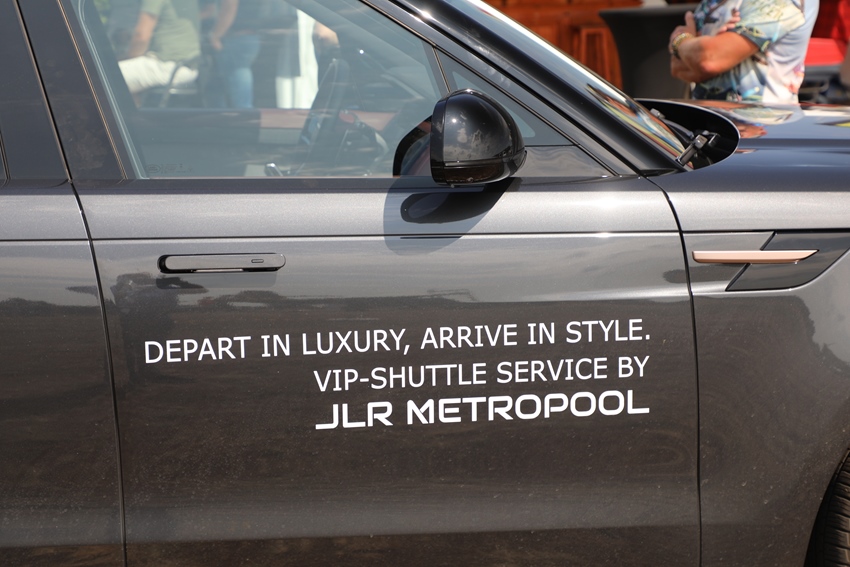 DEPART IN LUXURY, ARRIVE IN STYLE.
VIP-SHUTTLE SERVICE BY
JLR METROPOOL